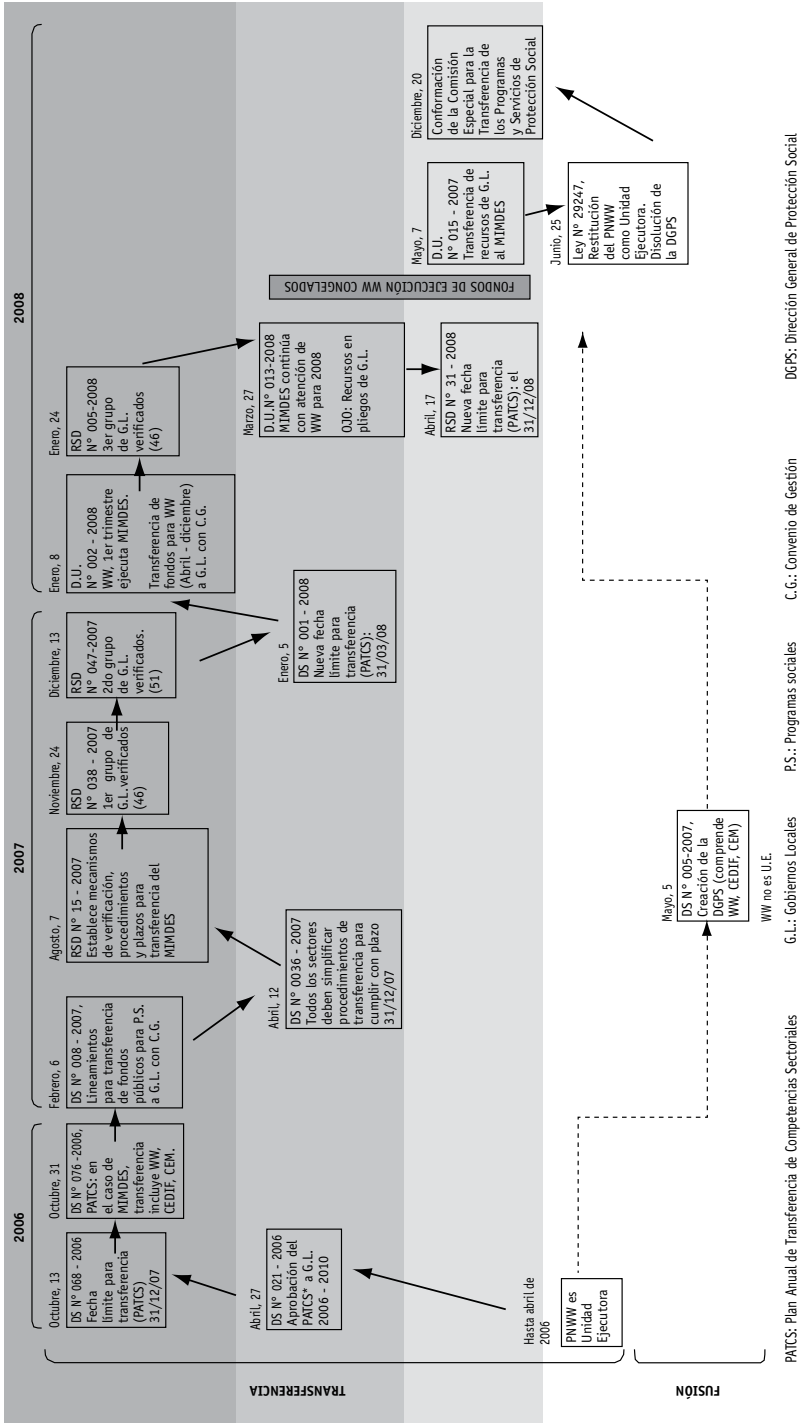 2006
2007
2008
Octubre, 13
DS N° 068 - 2006
Fecha
límite para
transferencia
(PATCS)
31/12/07
Octubre, 31
DS N° 076 -2006,
PATCS: en
el caso de
MIMDES,
transferencia
incluye WW,
CEDIF, CEM.
Febrero, 6
DS N° 008 - 2007,
Lineamientos
para transferencia
de fondos
públicos para P.S.
a G.L. con C.G.
Agosto, 7
RSD N° 15 - 2007
Establece mecanismos
de verificación,
procedimientos
y plazos para
transferencia del
MIMDES
Noviembre, 24
RSD
N° 038 - 2007
1er grupo de
G.L.verificados
(46)
Diciembre, 13
RSD
N° 047-2007
2do grupo
de G.L.
verificados.
(51)
Enero, 8
D.U.
N° 002 - 2008
WW, 1er trimestre
ejecuta MIMDES.
Transferencia de
fondos para WW
(Abril - diciembre)
a G.L. con C.G.
Enero, 24
RSD
N° 005-2008
3er grupo
de G.L.
verificados
(46)
TRANSFERENCIA
Abril, 27
DS N° 021 - 2006
Aprobación del
PATCS* a G.L.
2006 - 2010
Abril, 12
DS N° 0036 - 2007
Todos los sectores
deben simplificar
procedimientos de
transferencia para
cumplir con plazo
31/12/07
Enero, 5
DS N° 001 - 2008
Nueva fecha
límite para
transferencia
(PATCS):
31/03/08
Marzo, 27
D.U.N° 013-2008
MIMDES continúa
con atención de
WW para 2008
OJO: Recursos en
pliegos de G.L.
FONDOS DE EJECUCIÓN WW CONGELADOS
Abril, 17
RSD N° 31 - 2008
Nueva fecha
límite para
transferencia
(PATCS): el
31/12/08
Mayo, 7
D.U.
N° 015 - 2007
Transferencia de
recursos de G.L.
al MIMDES
Diciembre, 20
Conformación
de la Comisión
Especial para la
Transferencia de
los Programas
y Servicios de
Protección Social
Hasta abril de
2006
PNWW es
Unidad
Ejecutora
Junio, 25
Ley N° 29247,
Restitución
del PNWW
como Unidad
Ejecutora.
Disolución de
la DGPS
FUSIÓN
Mayo, 5
DS N° 005-2007,
Creación de la
DGPS (comprende
WW, CEDIF, CEM)
WW no es U.E.
PATCS: Plan Anual de Transferencia de Competencias Sectoriales
G.L.: Gobiernos Locales
P.S.: Programas sociales
C.G.: Convenio de Gestión
DGPS: Dirección General de Protección Social